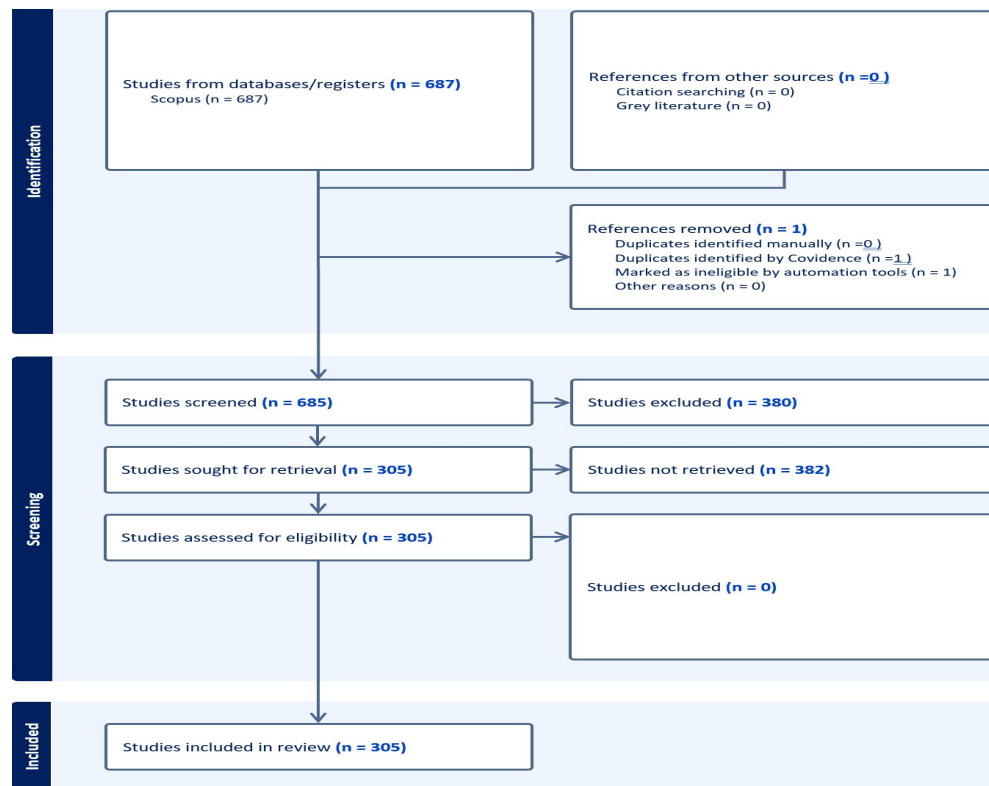 Identification
Studies from databases/registers (n = 687)
Scopus (n = 687)
References from other sources (n =0 )
Citation searching (n = 0)
Grey literature (n = 0)
References removed (n = 1)
Duplicates identified manually (n =0 )
Duplicates identified by Covidence (n =1 )
Marked as ineligible by automation tools (n = 1)
Other reasons (n = 0)
Screening
Studies screened (n = 685)
Studies excluded (n = 380)
Studies sought for retrieval (n = 305)
Studies not retrieved (n = 382)
Studies assessed for eligibility (n = 305)
Studies excluded (n = 0)
Included
Studies included in review (n = 305)